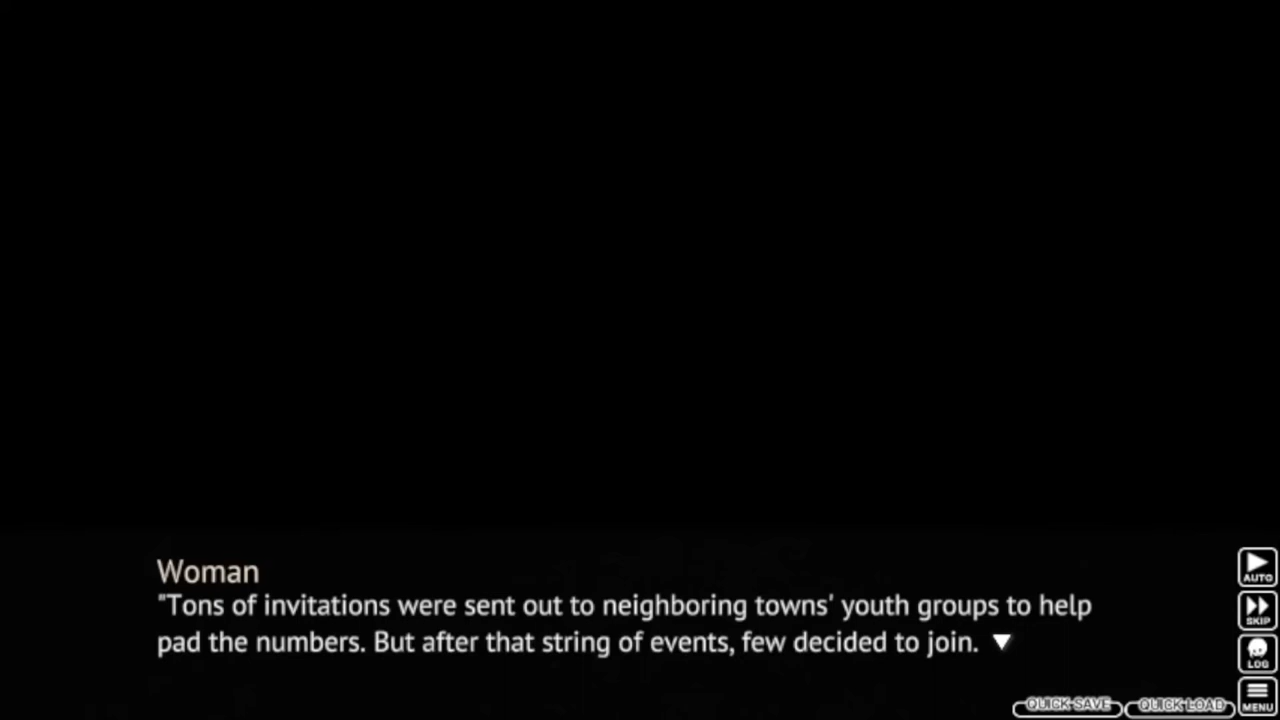 Woman
"Tons of invitations were sent out to neighboring towns' youth groups to help
pad the numbers. But after that string of events, few decided to join.
AUTO
SKIP
LOG
MENU
QUICK SAVE QUICK LOAD